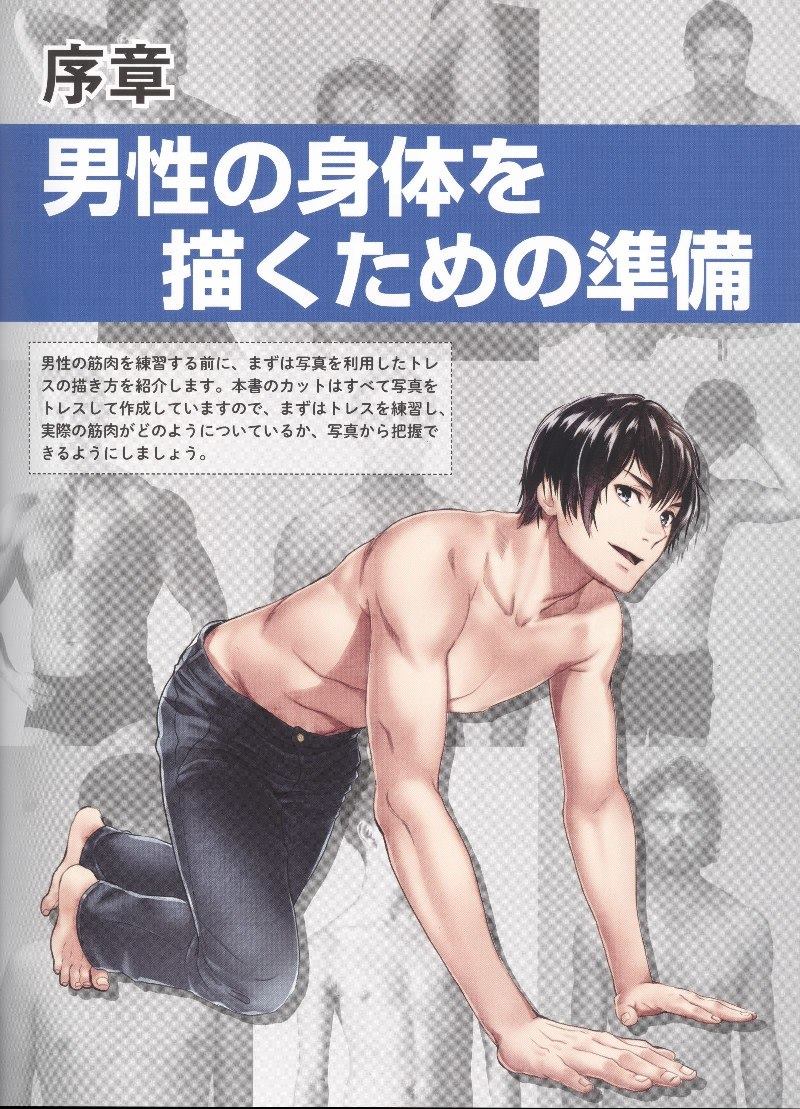 序章
男性の身体を
描くための準備
男性の筋肉を練習する前に、まずは写真を利用したトレ
スの描き方を紹介します。本書のカットはすべて写真を
トレスして作成していますので、まずはトレスを練習し、
実際の筋肉がどのようについているか、写真から把握で
きるようにしましょう。